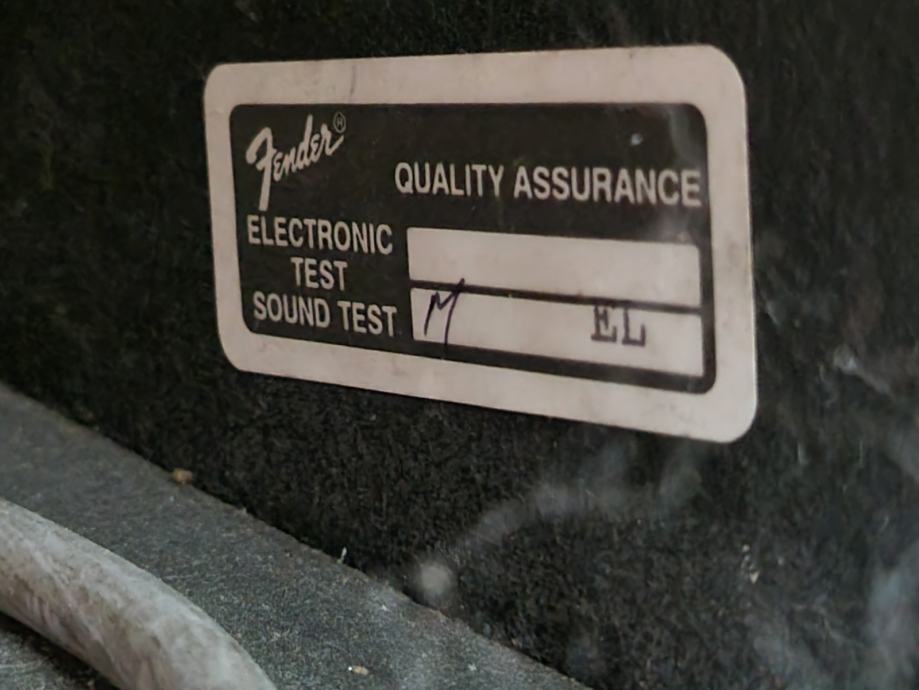 Fender®
QUALITY ASSURANCE
ELECTRONIC
TEST
SOUND TEST M EL